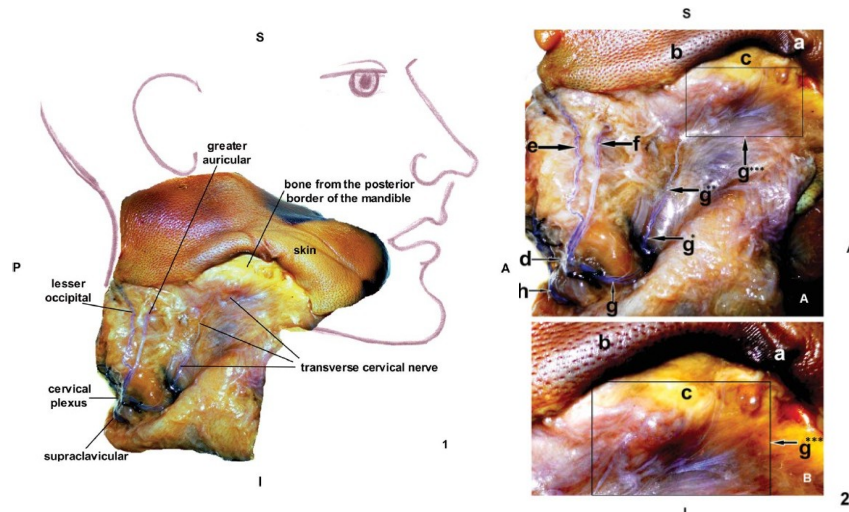 S
greater
auricular
bone from the posterior
border of the mandible
skin
P
A
lesser
occipital
transverse cervical nerve
cervical
plexus
supraclavicular
1
I
S
a
b
c
e
f
g***
g**
g*
d
A
h
g
A
A
b
a
c
g***
B
2
I